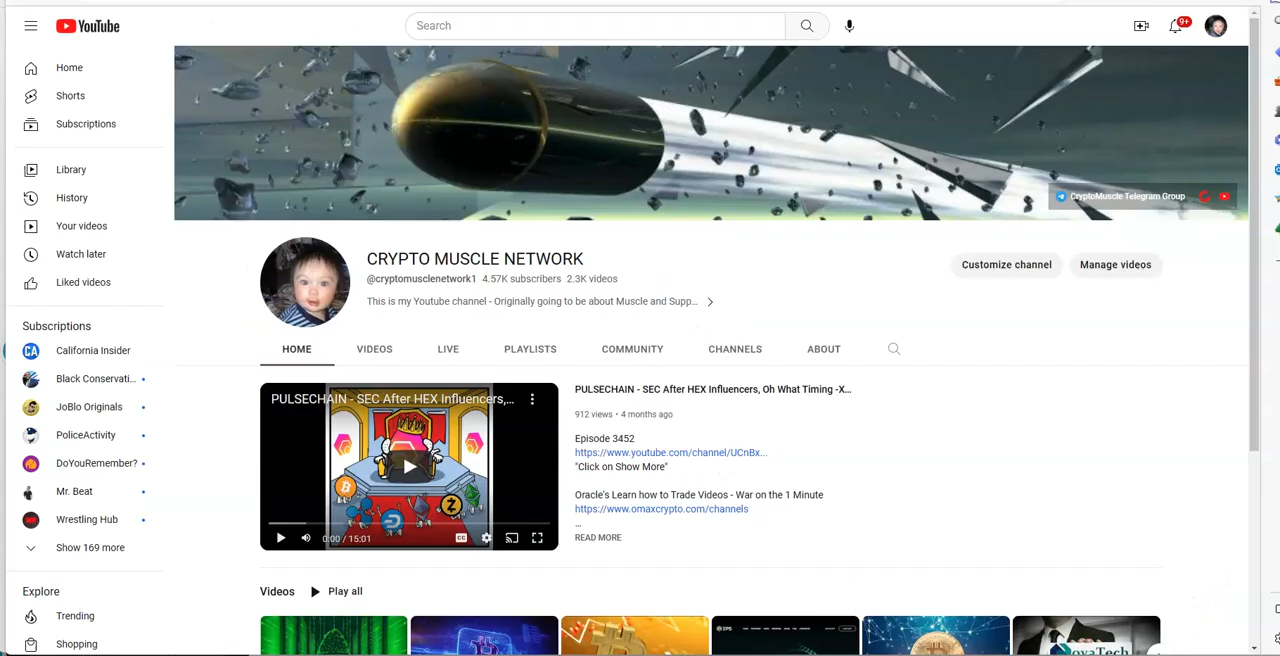 YouTube
Search
9+
Home
Shorts
Subscriptions
Library
History
Your videos
Watch later
Liked videos
Subscriptions
CA
California Insider
Black Conservati...
JoBlo Originals
PoliceActivity
DoYouRemember?
Mr. Beat
Wrestling Hub
Show 169 more
Explore
Trending
Shopping
CryptoMuscle Telegram Group
CRYPTO MUSCLE NETWORK
@cryptomusclenetwork1 4.57K subscribers 2.3K videos
This is my Youtube channel - Originally going to be about Muscle and Supp...
Customize channel
Manage videos
HOME
VIDEOS
LIVE
PLAYLISTS
COMMUNITY
CHANNELS
ABOUT
PULSECHAIN - SEC After HEX Influencers,...
0:00 / 15:01
CC
PULSECHAIN - SEC After HEX Influencers, Oh What Timing -X...
912 views • 4 months ago
Episode 3452
https://www.youtube.com/channel/UCnBx...
"Click on Show More"
Oracle's Learn how to Trade Videos - War on the 1 Minute
https://www.omaxcrypto.com/channels
...
READ MORE
Videos
Play all